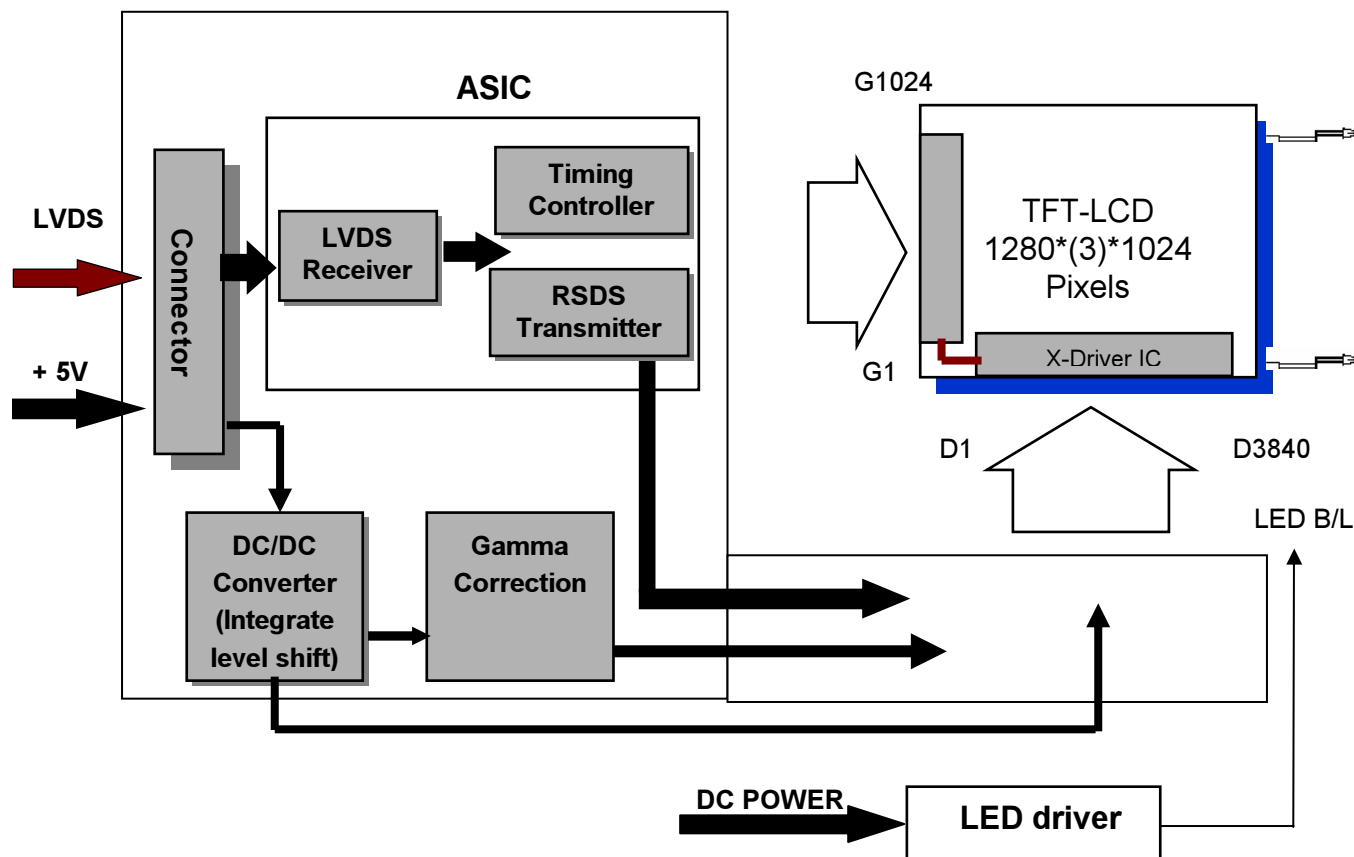 ASIC
G1024
LVDS
Connector
LVDS
Receiver
Timing
Controller
RSDS
Transmitter
TFT-LCD
1280*(3)*1024
Pixels
X-Driver IC
+ 5V
G1
D1
D3840
LED B/L
DC/DC
Converter
(Integrate
level shift)
Gamma
Correction
DC POWER
LED driver